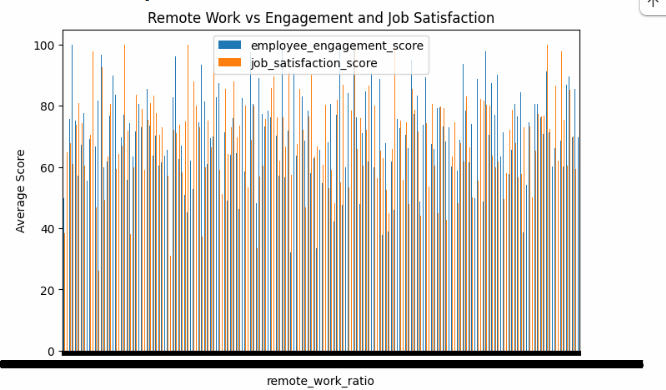 Remote Work vs Engagement and Job Satisfaction
employee_engagement_score
job_satisfaction_score
100
80
60
40
20
0
Average Score
remote_work_ratio